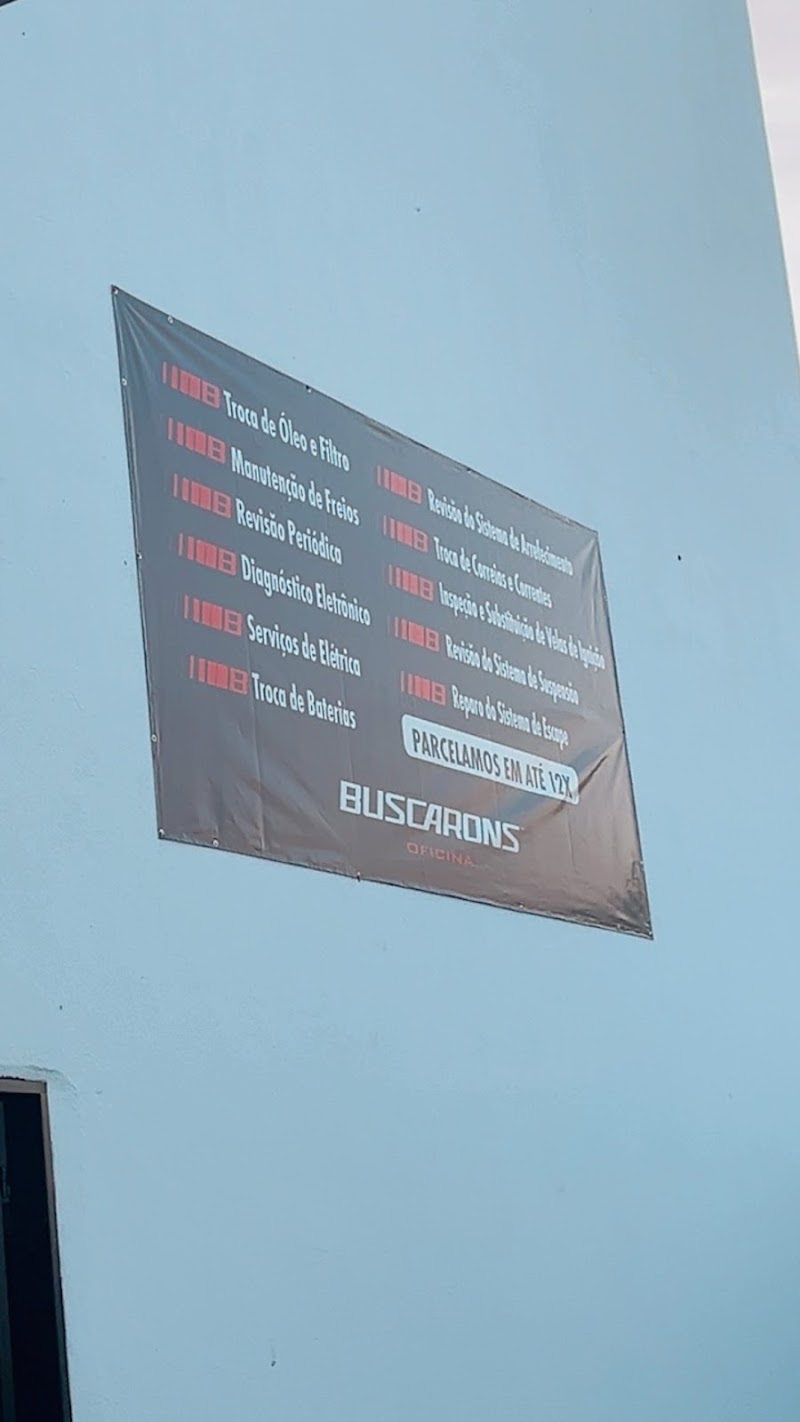 Troca de Óleo e Filtro
Manutenção de Freios
Revisão Periódica
Diagnóstico Eletrônico
Serviços de Elétrica
Troca de Baterias
Revisão do Sistema de Arrefecimento
Troca de Correias e Correntes
Inspeção e Substituição de Velas de Ignição
Revisão do Sistema de Suspensão
Reparo do Sistema de Escape
PARCELAMOS EM ATÉ 12X
BUSCARONS
OFICINA